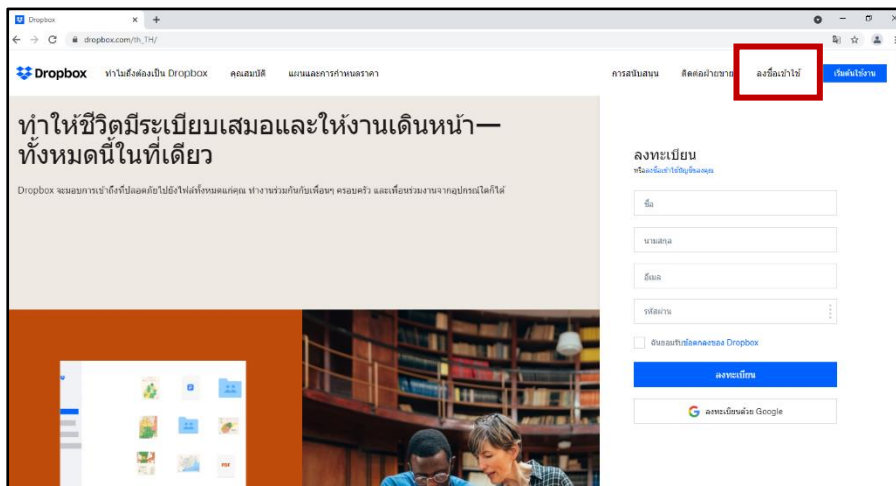 Dropbox
dropbox.com/th_TH/
Dropbox ทำไมถึงต้องเป็น Dropbox คุณสมบัติ แผนและการกำหนดราคา การสนับสนุน ติดต่อฝ่ายขาย ลงชื่อเข้าใช้ เริ่มต้นใช้งาน
ทำให้ชีวิตมีระเบียบเสมอและให้งานเดินหน้า—
ทั้งหมดนี้ในที่เดียว
Dropbox จะมอบการเข้าถึงที่ปลอดภัยไปยังไฟล์ทั้งหมดแก่คุณ ทำงานร่วมกันกับเพื่อนๆ ครอบครัว และเพื่อนร่วมงานจากอุปกรณ์ใดก็ได้
ลงทะเบียน
หรือลงชื่อเข้าใช้บัญชีของคุณ
ชื่อ
นามสกุล
อีเมล
รหัสผ่าน
ฉันยอมรับข้อตกลงของ Dropbox
ลงทะเบียน
ลงทะเบียนด้วย Google
PDF